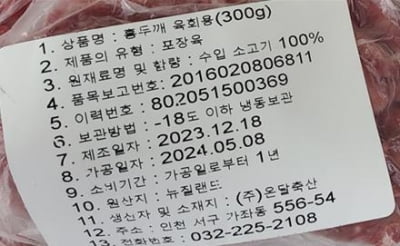 1. 상품명 : 홍두깨 육회용(300g)
2. 제품의 유형 : 포장육
3. 원재료명 및 함량 : 수입 소고기 100%
4. 품목보고번호: 2016020806811
5. 이력번호 : 802051500369
6. 보관방법 : -18도 이하 냉동보관
7. 제조일자 : 2023.12.18
8. 가공일자 : 2024.05.08
9. 소비기간 : 가공일로부터 1년
10. 원산지 : 뉴질랜드
11. 생산자 및 소재지 : (주)온달축산
12. 주소 : 인천 서구 가좌동 556-54
13. 전화번호 : 032-225-2108